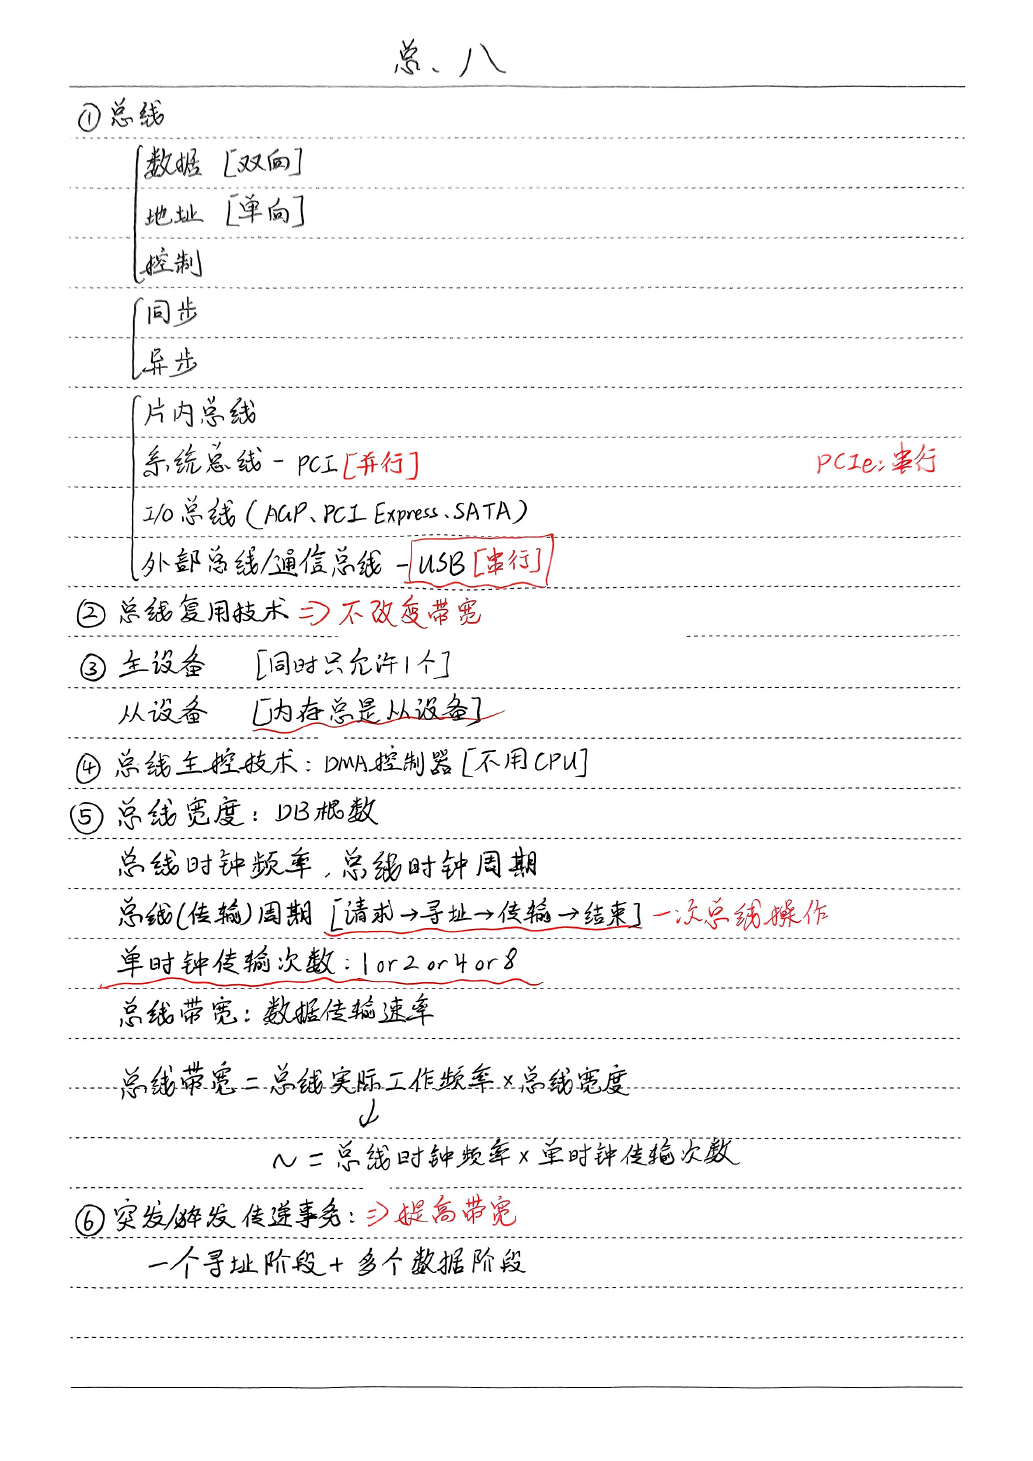 总、八
① 总线
数据 [双向]
地址 [单向]
控制
同步
异步
片内总线
系统总线 - PCI [并行] PCIe: 串行
I/O 总线 (AGP、PCI Express、SATA)
外部总线/通信总线 - USB [串行]
② 总线复用技术 => 不改变带宽
③ 主设备 [同时只允许1个]
从设备 [内存总是从设备]
④ 总线主控技术: DMA控制器 [不用CPU]
⑤ 总线宽度: DB根数
总线时钟频率, 总线时钟周期
总线(传输)周期 [请求→寻址→传输→结束] 一次总线操作
单时钟传输次数: 1 or 2 or 4 or 8
总线带宽: 数据传输速率
总线带宽 = 总线实际工作频率 × 总线宽度
↓
~ = 总线时钟频率 × 单时钟传输次数
⑥ 突发/猝发传送事务: => 提高带宽
一个寻址阶段 + 多个数据阶段